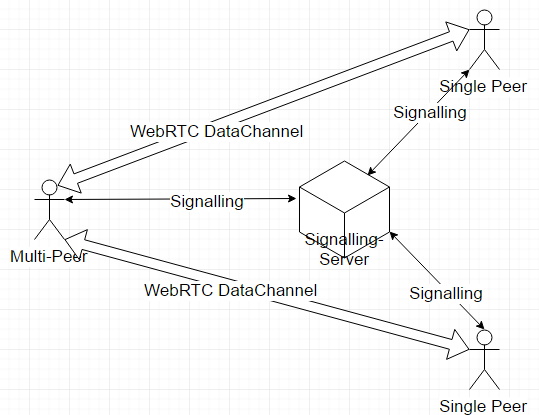 Single Peer
Signalling
WebRTC DataChannel
Signalling
Multi-Peer
Signalling-
Server
WebRTC DataChannel
Signalling
Single Peer